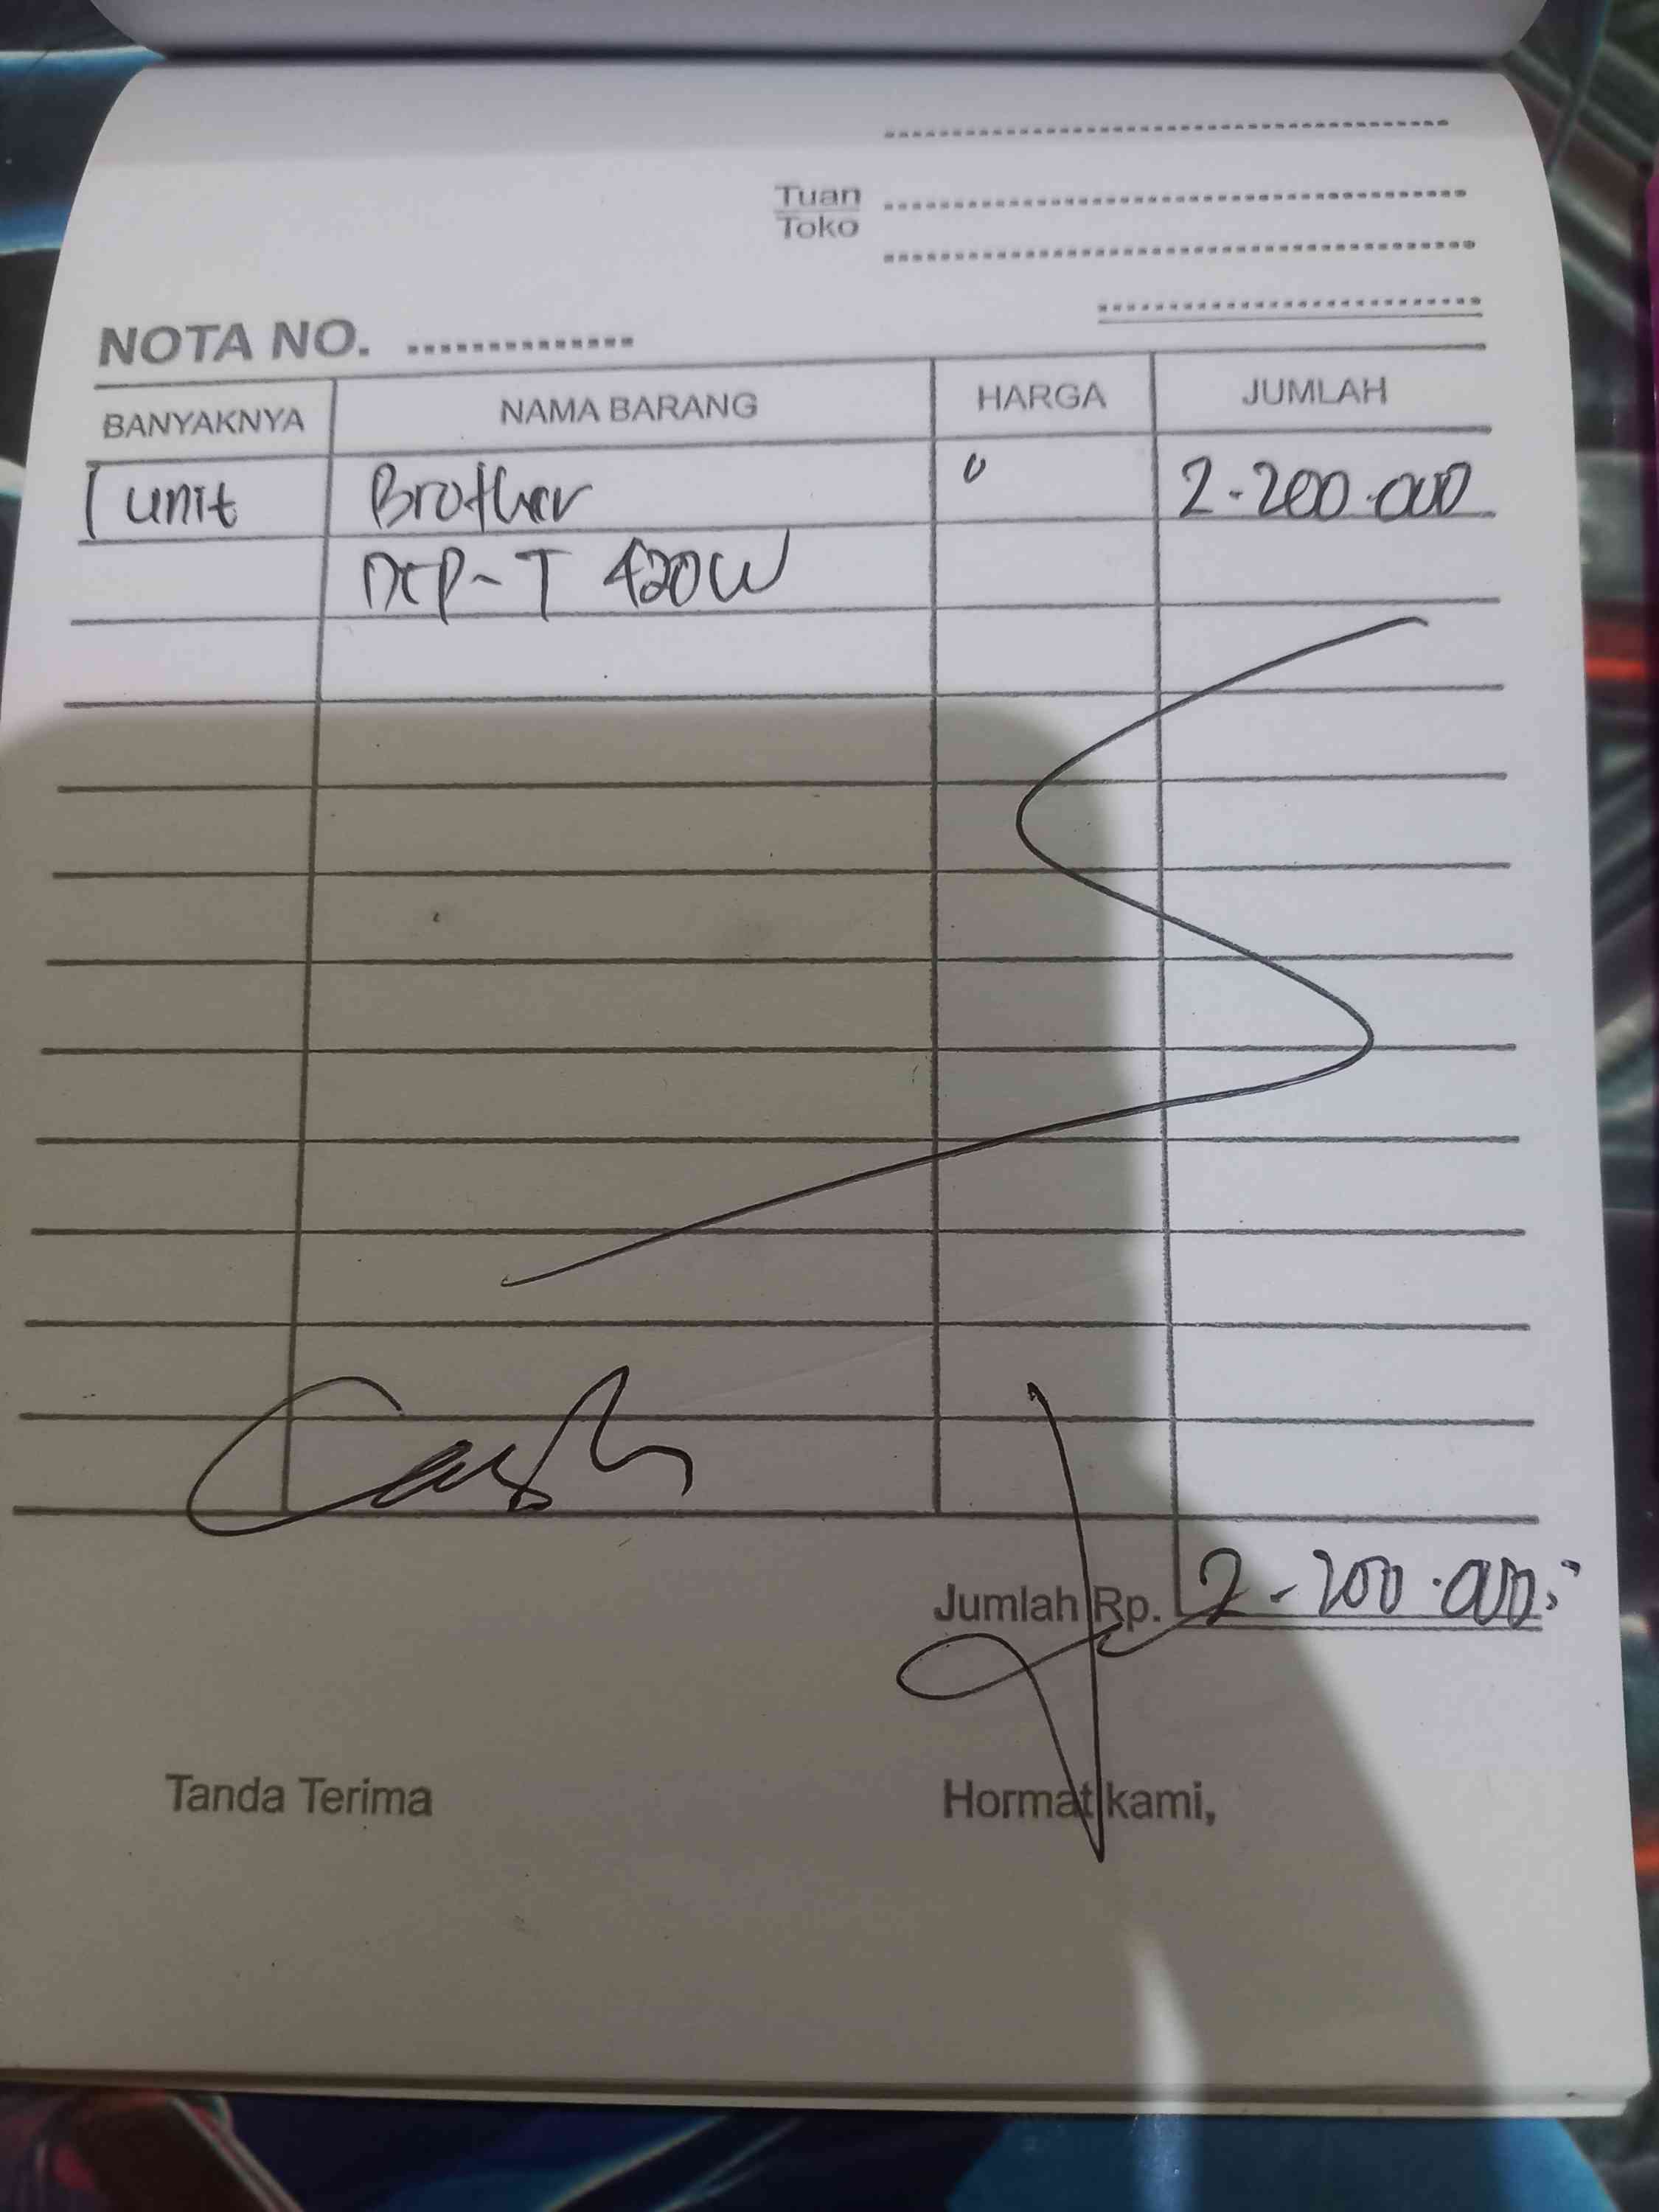 Tuan
Toko
NOTA NO. ..............
BANYAKNYA NAMA BARANG HARGA JUMLAH
1 unit Brother " 2.200.000
DCP-T 420W
Cash
Jumlah Rp. 2.200.000,-
Tanda Terima Hormat kami,